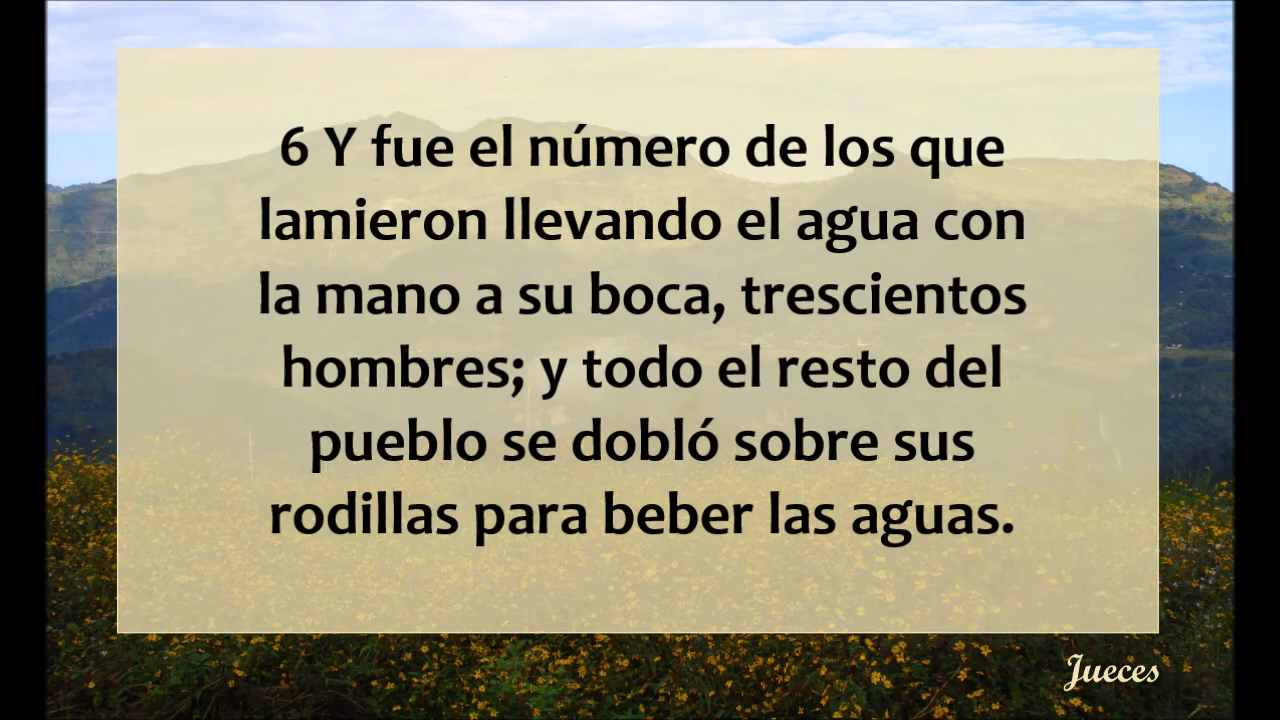 6 Y fue el número de los que
lamieron llevando el agua con
la mano a su boca, trescientos
hombres; y todo el resto del
pueblo se dobló sobre sus
rodillas para beber las aguas.
Jueces